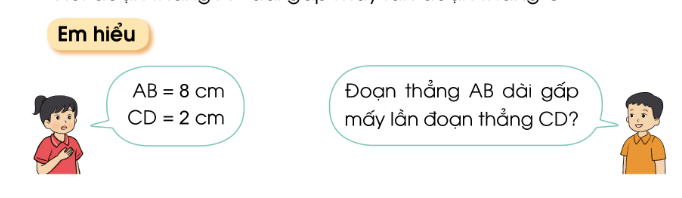 Em hiểu
AB = 8 cm
CD = 2 cm
Đoạn thẳng AB dài gấp
mấy lần đoạn thẳng CD?